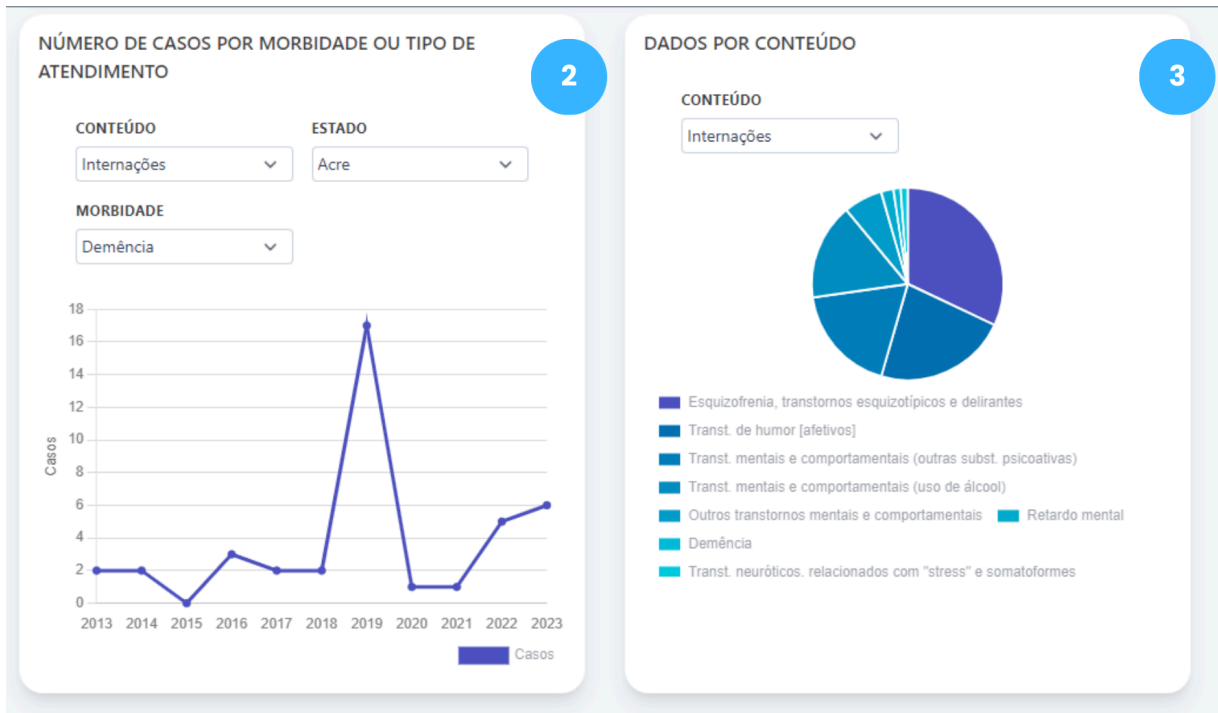 NÚMERO DE CASOS POR MORBIDADE OU TIPO DE
ATENDIMENTO
2
CONTEÚDO
ESTADO
Internações
Acre
MORBIDADE
Demência
18
16
14
12
10
8
6
4
2
0
Casos
2013 2014 2015 2016 2017 2018 2019 2020 2021 2022 2023
Casos
DADOS POR CONTEÚDO
3
CONTEÚDO
Internações
Esquizofrenia, transtornos esquizotípicos e delirantes
Transt. de humor [afetivos]
Transt. mentais e comportamentais (outras subst. psicoativas)
Transt. mentais e comportamentais (uso de álcool)
Outros transtornos mentais e comportamentais Retardo mental
Demência
Transt. neuróticos. relacionados com "stress" e somatoformes